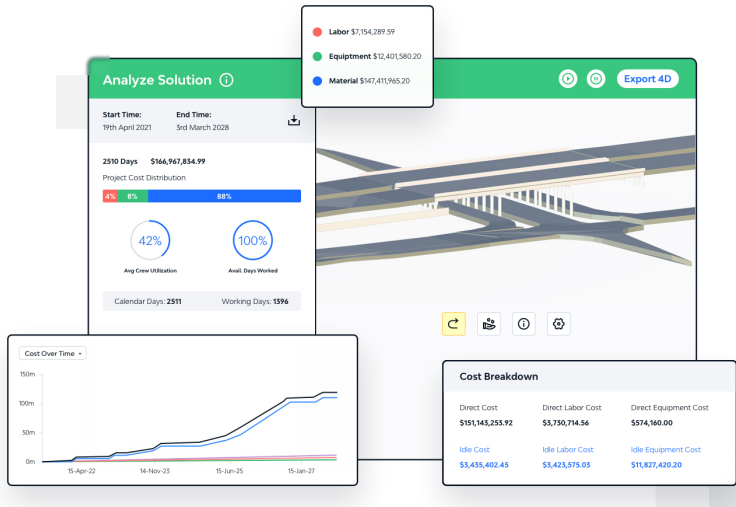 Labor $7,154,289.59
Equiptment $12,401,580.20
Material $147,411,965.20
Analyze Solution
Export 4D
Start Time: End Time:
19th April 2021 3rd March 2028
2510 Days $166,967,834.99
Project Cost Distribution
4% 8% 88%
42% 100%
Avg Crew Utilization Avail. Days Worked
Calendar Days: 2511 Working Days: 1396
Cost Over Time
150m
100m
50m
0m
15-Apr-22 14-Nov-23 15-Jun-25 15-Jan-27
Cost Breakdown
Direct Cost Direct Labor Cost Direct Equipment Cost
$151,143,253.92 $3,730,714.56 $574,160.00
Idle Cost Idle Labor Cost Idle Equipment Cost
$3,435,402.45 $3,423,575.03 $11,827,420.20